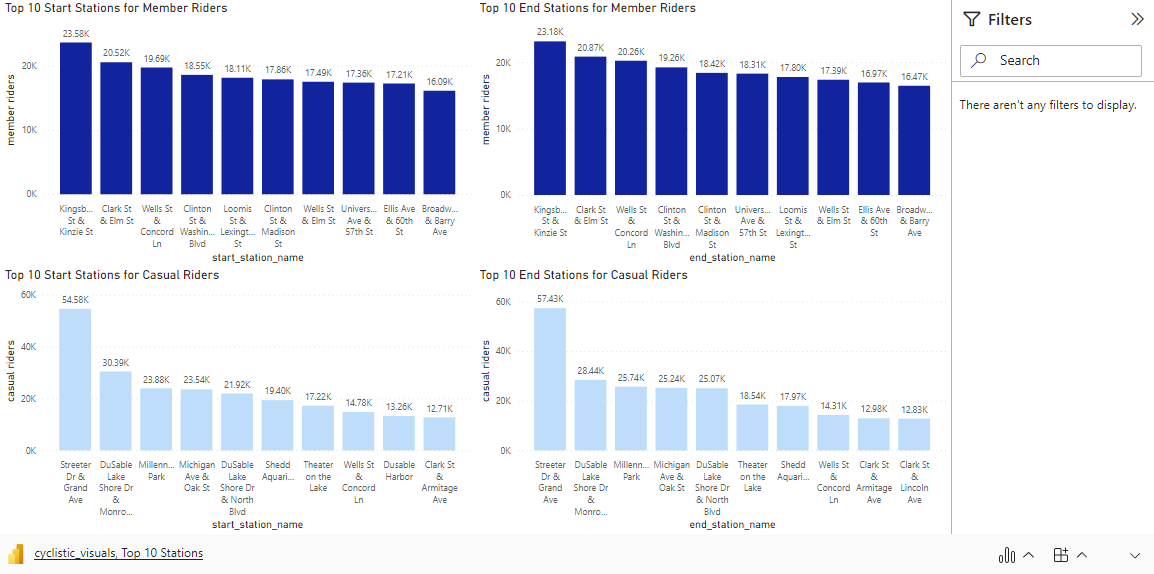 Top 10 Start Stations for Member Riders
member riders
20K
10K
0K
23.58K
20.52K
19.69K
18.55K
18.11K
17.86K
17.49K
17.36K
17.21K
16.09K
Kingsb...
St &
Kinzie St
Clark St
& Elm St
Wells St
&
Concord
Ln
Clinton
St &
Washin...
Blvd
Loomis
St &
Lexingt...
St
Clinton
St &
Madison
St
Wells St
& Elm St
Univers...
Ave &
57th St
Ellis Ave
& 60th
St
Broadw...
& Barry
Ave
start_station_name
Top 10 End Stations for Member Riders
member riders
20K
10K
0K
23.18K
20.87K
20.26K
19.26K
18.42K
18.31K
17.80K
17.39K
16.97K
16.47K
Kingsb...
St &
Kinzie St
Clark St
& Elm St
Wells St
&
Concord
Ln
Clinton
St &
Washin...
Blvd
Clinton
St &
Madison
St
Univers...
Ave &
57th St
Loomis
St &
Lexingt...
St
Wells St
& Elm St
Ellis Ave
& 60th
St
Broadw...
& Barry
Ave
end_station_name
Top 10 Start Stations for Casual Riders
casual riders
60K
40K
20K
0K
54.58K
30.39K
23.88K
23.54K
21.92K
19.40K
17.22K
14.78K
13.26K
12.71K
Streeter
Dr &
Grand
Ave
DuSable
Lake
Shore Dr
&
Monro...
Millenn...
Park
Michigan
Ave &
Oak St
DuSable
Lake
Shore Dr
& North
Blvd
Shedd
Aquari...
Theater
on the
Lake
Wells St
&
Concord
Ln
Dusable
Harbor
Clark St
&
Armitage
Ave
start_station_name
Top 10 End Stations for Casual Riders
casual riders
60K
40K
20K
0K
57.43K
28.44K
25.74K
25.24K
25.07K
18.54K
17.97K
14.31K
12.98K
12.83K
Streeter
Dr &
Grand
Ave
DuSable
Lake
Shore Dr
&
Monro...
Millenn...
Park
Michigan
Ave &
Oak St
DuSable
Lake
Shore Dr
& North
Blvd
Theater
on the
Lake
Shedd
Aquari...
Wells St
&
Concord
Ln
Clark St
&
Armitage
Ave
Clark St
&
Lincoln
Ave
end_station_name
Filters
Search
There aren't any filters to display.
cyclistic_visuals, Top 10 Stations